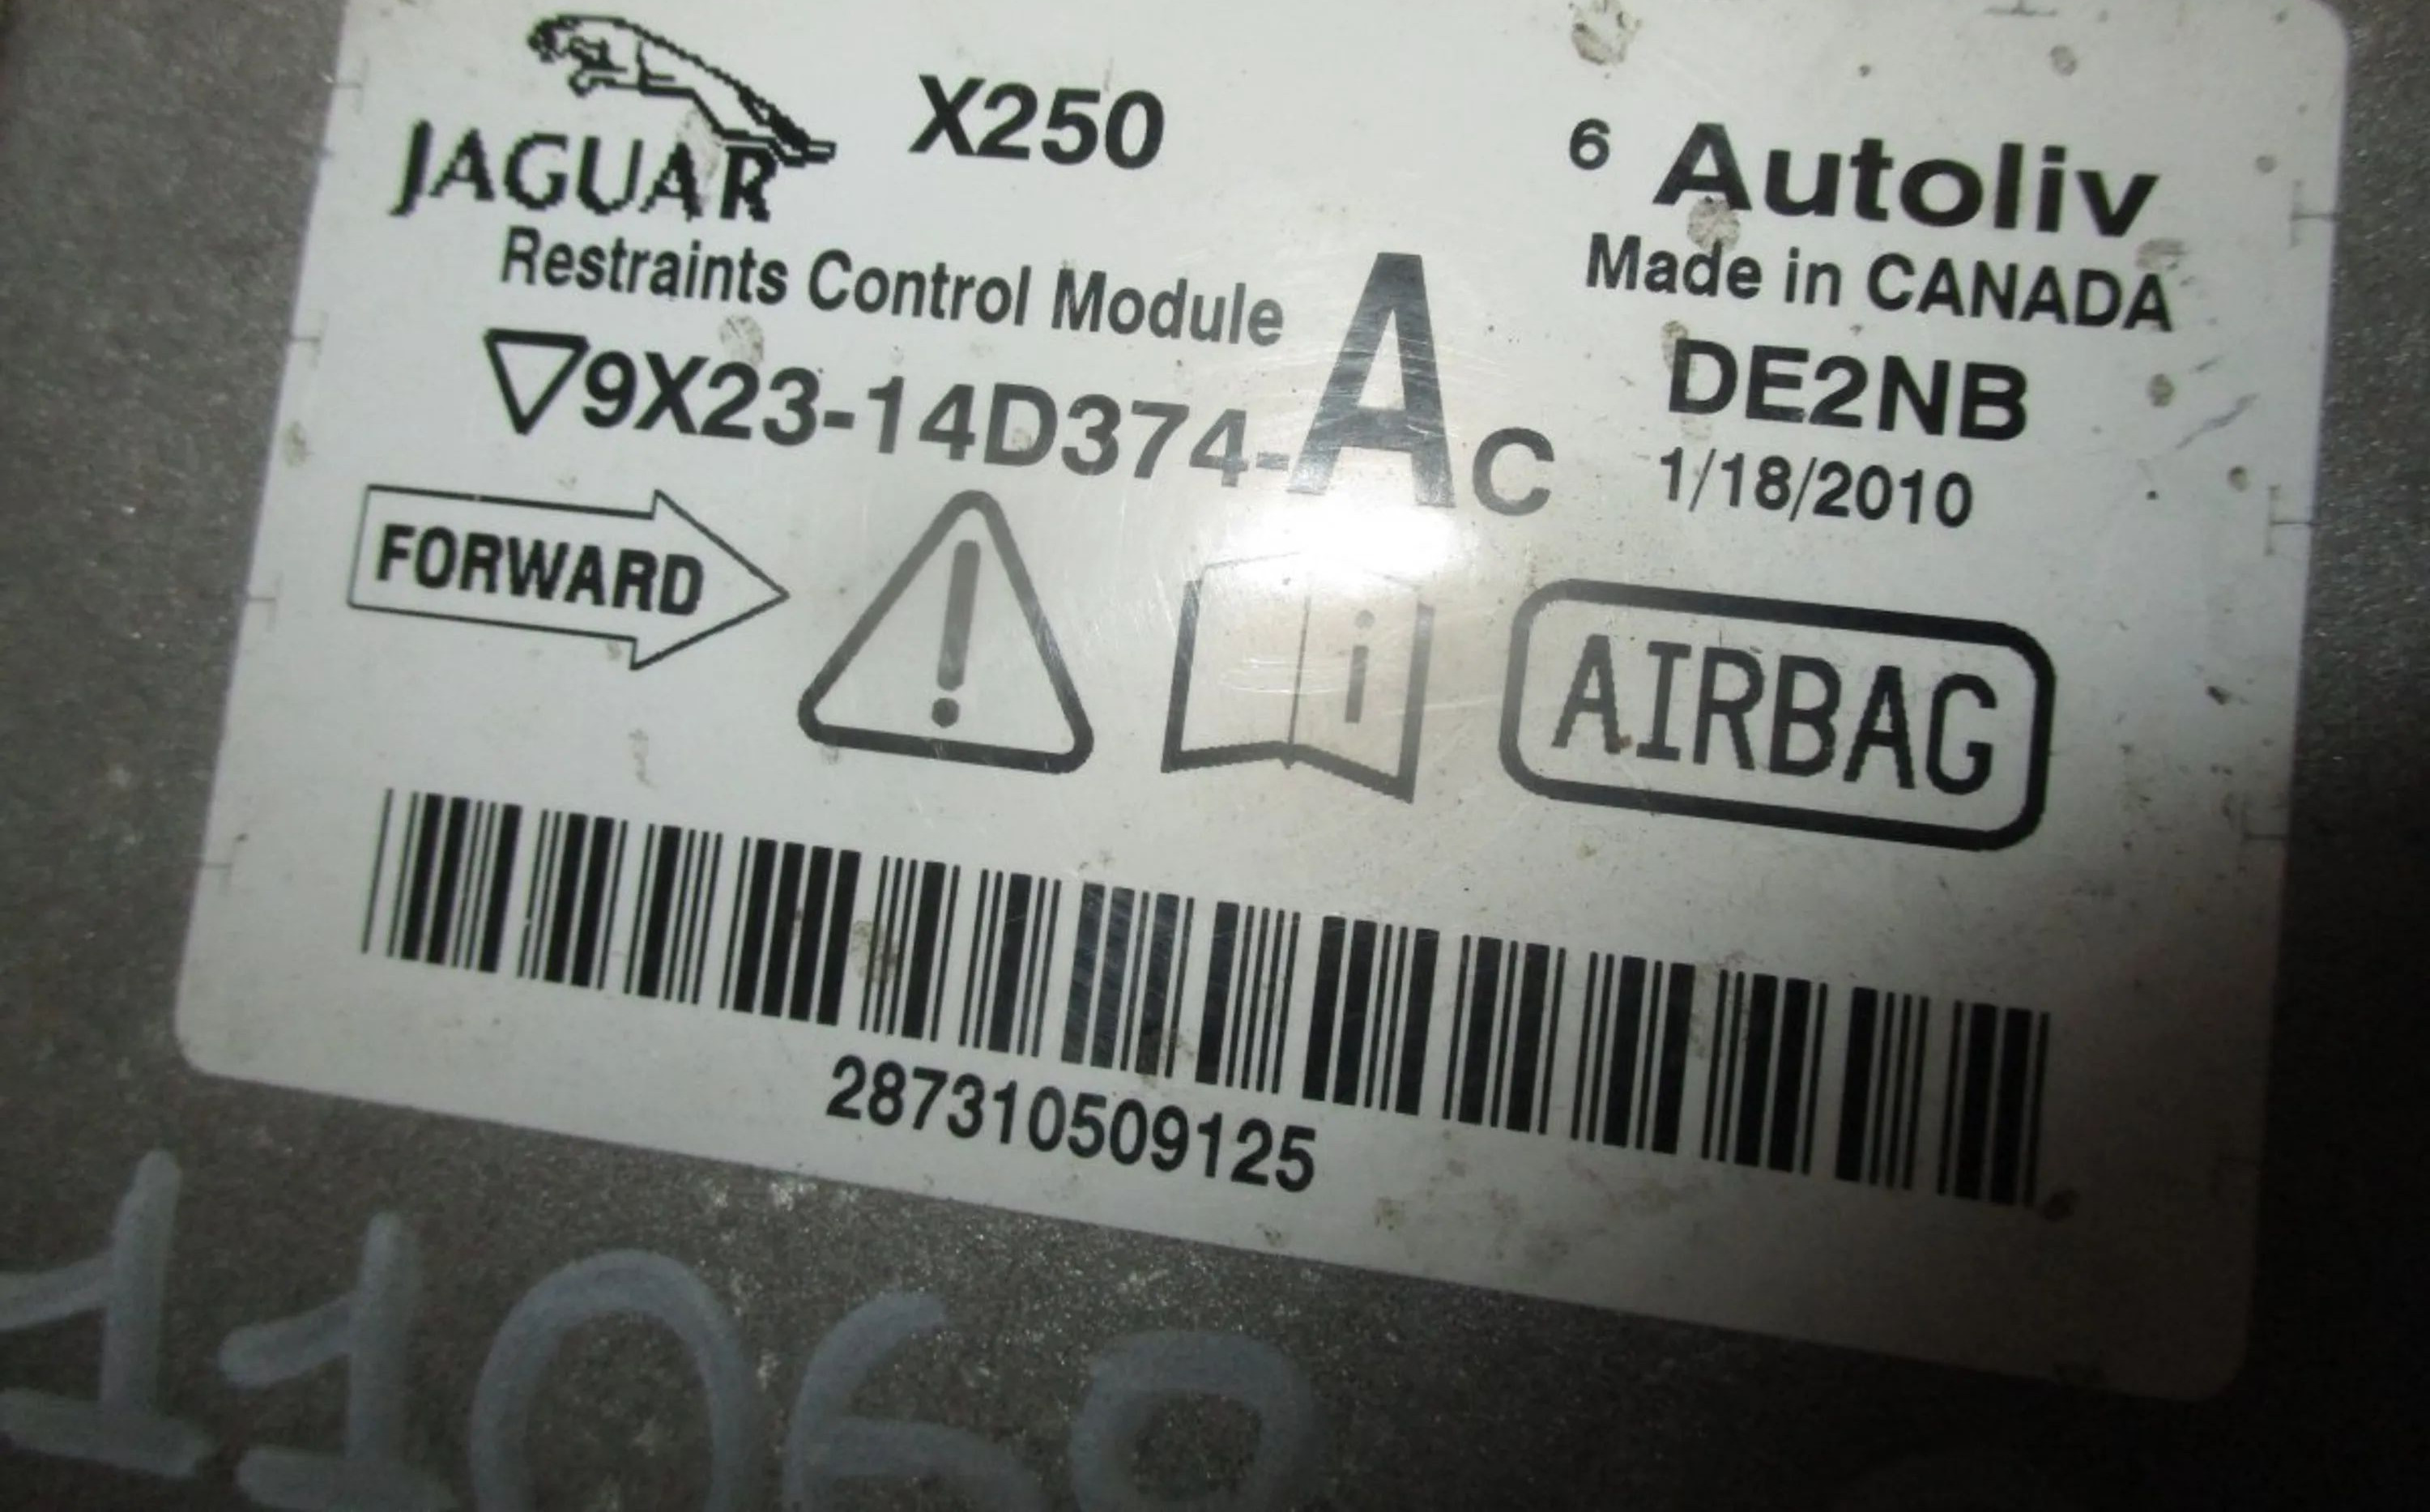 JAGUAR X250
6 Autoliv
Restraints Control Module
Made in CANADA
9X23-14D374-AC
DE2NB
1/18/2010
FORWARD
!
i
AIRBAG
287310509125